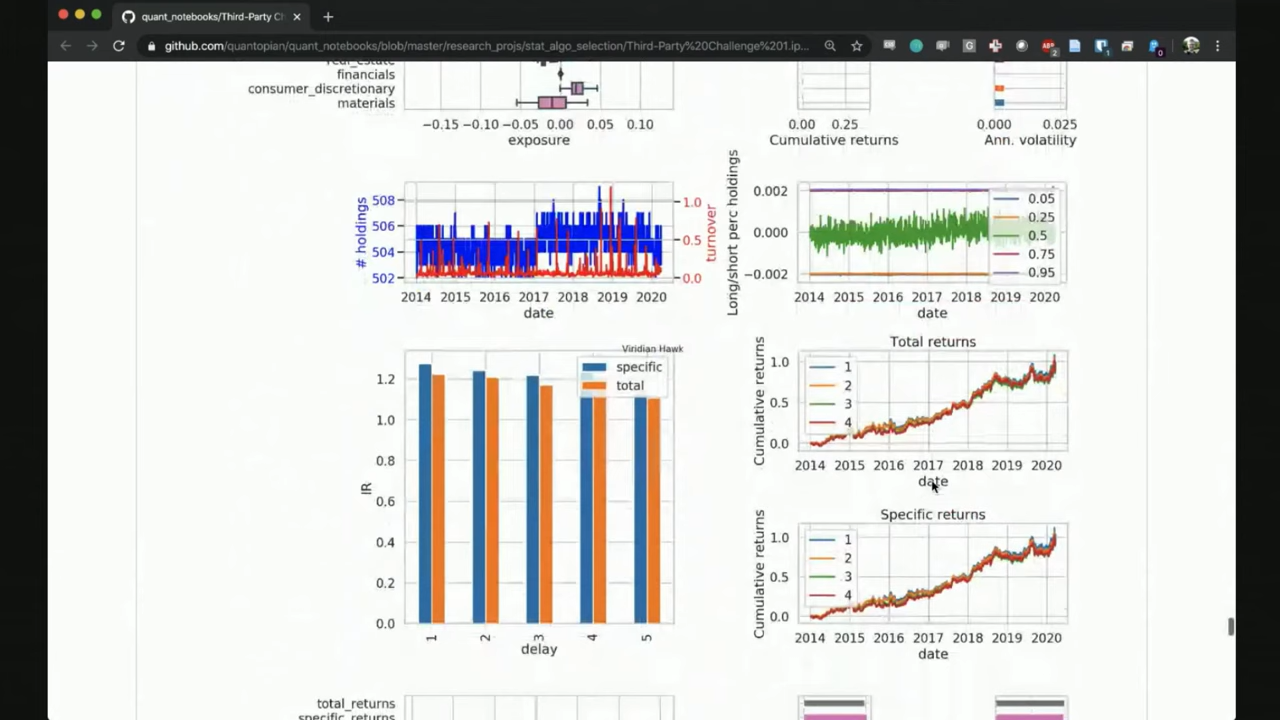 quant_notebooks/Third-Party C
github.com/quantopian/quant_notebooks/blob/master/research_projs/stat_algo_selection/Third-Party%20Challenge%201.ip...
real_estate
financials
consumer_discretionary
materials
−0.15 −0.10 −0.05 0.00 0.05 0.10
exposure
0.00 0.25
Cumulative returns
0.000 0.025
Ann. volatility
# holdings
508
506
504
502
1.0
0.5
0.0
turnover
2014 2015 2016 2017 2018 2019 2020
date
Long/short perc holdings
0.002
0.000
−0.002
0.05
0.25
0.5
0.75
0.95
2014 2015 2016 2017 2018 2019 2020
date
Viridian Hawk
specific
total
IR
1.2
1.0
0.8
0.6
0.4
0.2
0.0
1 2 3 4 5
delay
Total returns
Cumulative returns
1.0
0.5
0.0
1
2
3
4
2014 2015 2016 2017 2018 2019 2020
date
Specific returns
Cumulative returns
1.0
0.5
0.0
1
2
3
4
2014 2015 2016 2017 2018 2019 2020
date
total_returns
specific_returns